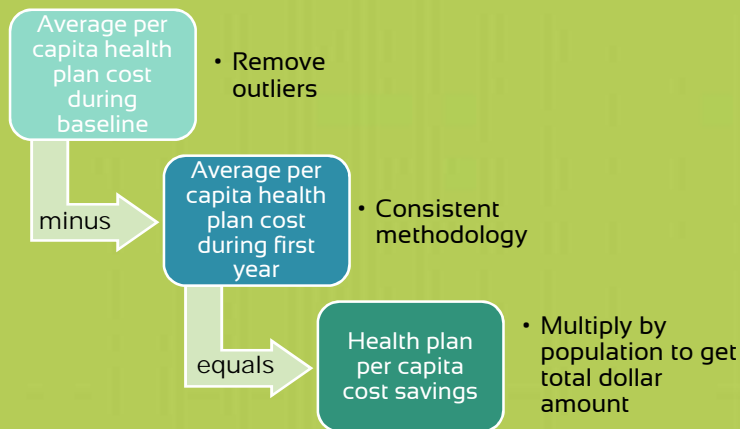 Average per
capita health
plan cost
during
baseline
• Remove
outliers
minus
Average per
capita health
plan cost
during first
year
• Consistent
methodology
equals
Health plan
per capita
cost savings
• Multiply by
population to get
total dollar
amount